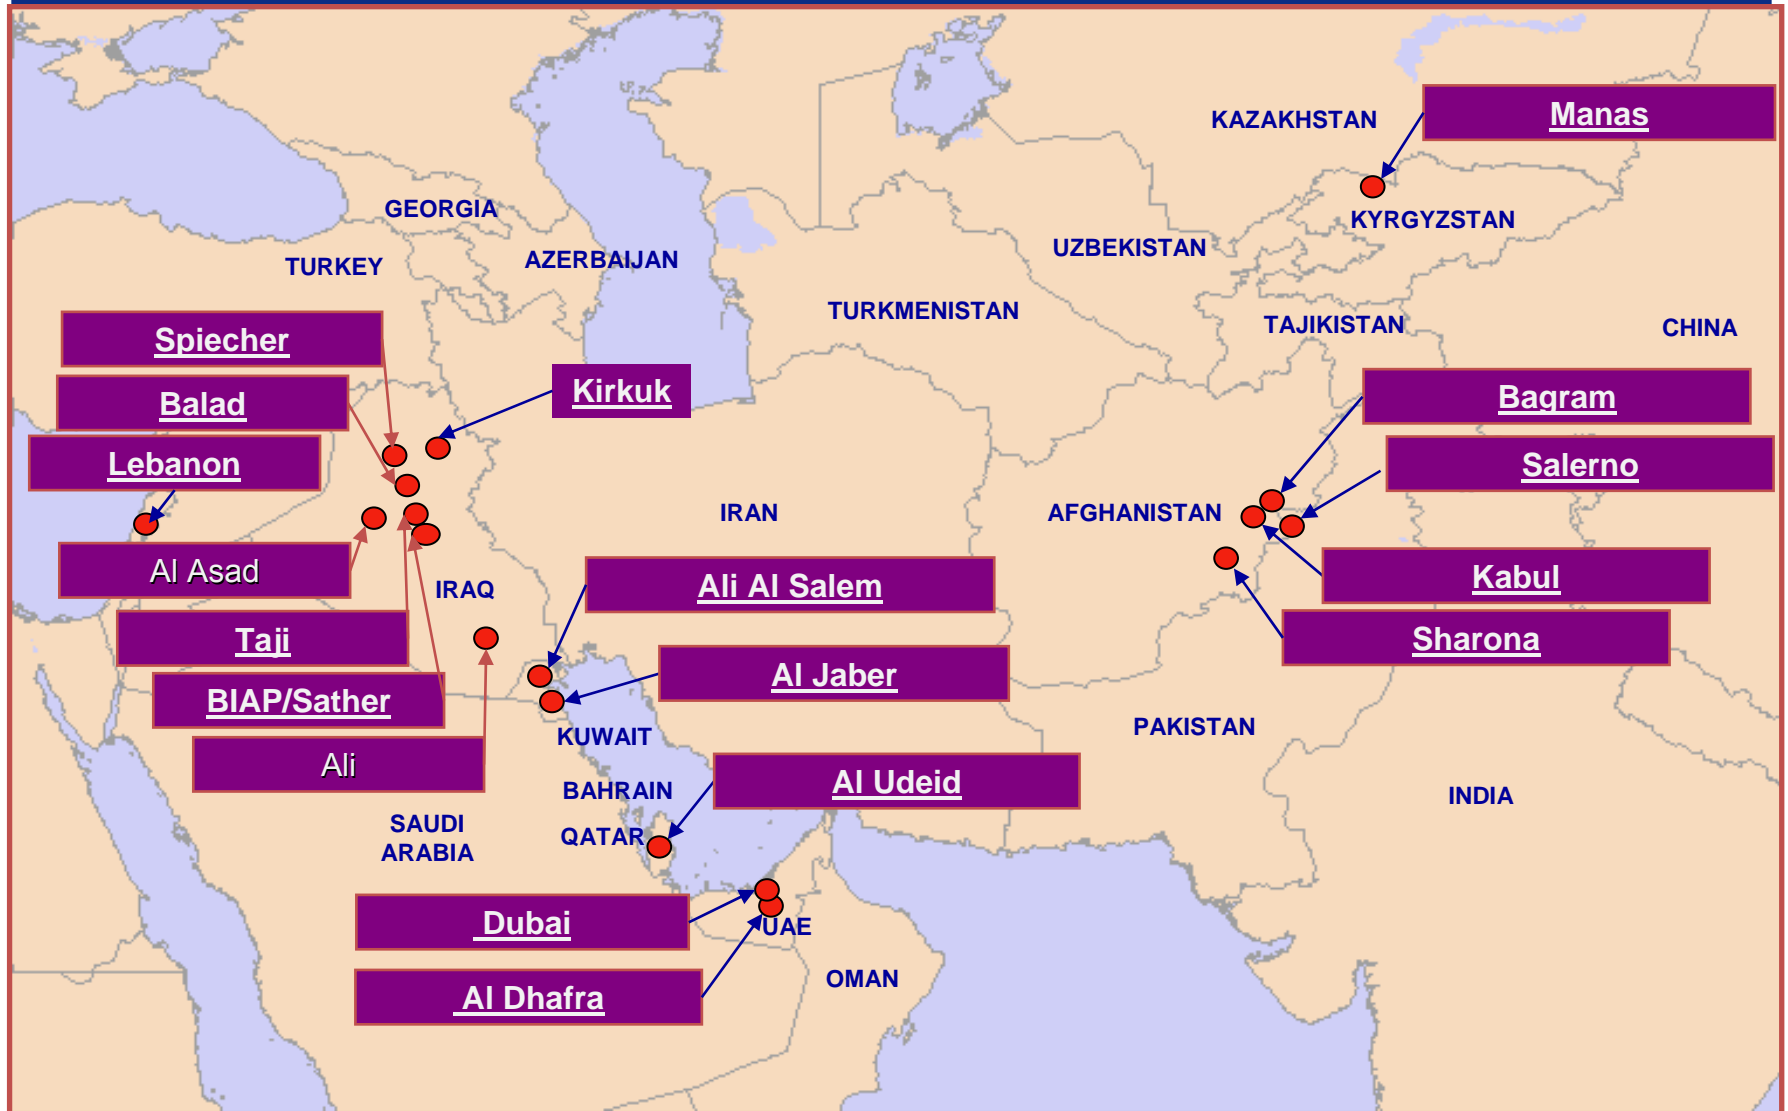 KAZAKHSTAN
Manas
GEORGIA
KYRGYZSTAN
UZBEKISTAN
AZERBAIJAN
TURKEY
TURKMENISTAN
TAJIKISTAN
CHINA
Spiecher
Kirkuk
Balad
Bagram
Lebanon
Salerno
IRAN
AFGHANISTAN
Al Asad
IRAQ
Ali Al Salem
Kabul
Taji
Sharona
Al Jaber
BIAP/Sather
KUWAIT
PAKISTAN
Ali
BAHRAIN
Al Udeid
INDIA
SAUDI
ARABIA
QATAR
Dubai
UAE
OMAN
Al Dhafra